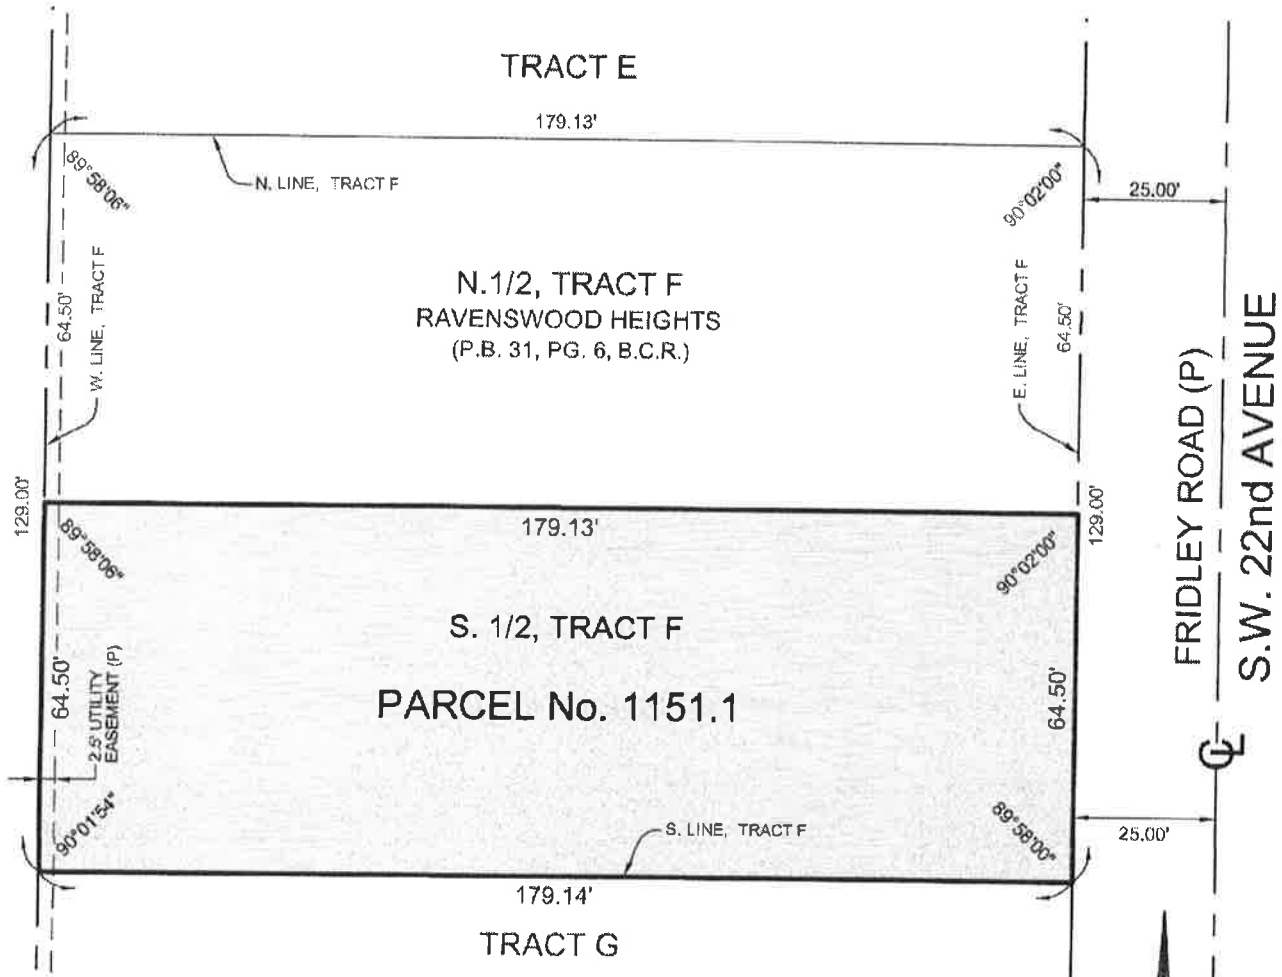 TRACT E
179.13'
89°58'06"
N. LINE, TRACT F
90°02'00"
25.00'
64.50'
W. LINE, TRACT F
N.1/2, TRACT F
RAVENSWOOD HEIGHTS
(P.B. 31, PG. 6, B.C.R.)
E. LINE, TRACT F
64.50'
FRIDLEY ROAD (P)
S.W. 22nd AVENUE
129.00'
179.13'
129.00'
89°58'06"
90°02'00"
S. 1/2, TRACT F
PARCEL No. 1151.1
64.50'
2.5' UTILITY
EASEMENT (P)
64.50'
CL
90°01'54"
S. LINE, TRACT F
89°58'00"
25.00'
179.14'
TRACT G